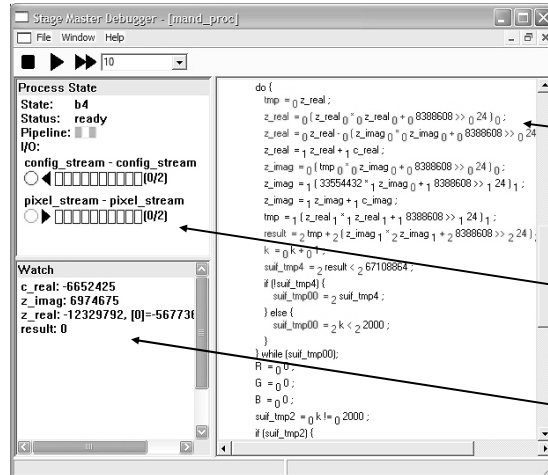 Stage Master Debugger - [mand_proc]
File Window Help
10
Process State
State: b4
Status: ready
Pipeline:
I/O:
config_stream - config_stream
(0/2)
pixel_stream - pixel_stream
(0/2)
Watch
c_real: -6652425
z_imag: 6974675
z_real: -12329792, [0]=-567736
result: 0
do {
tmp = 0 z_real ;
z_real = 0 ( z_real 0 * 0 z_real 0 + 0 8388608 >> 0 24 ) 0 ;
z_real = 0 z_real 0 - 0 ( z_imag 0 * 0 z_imag 0 + 0 8388608 >> 0 24
z_real = 1 z_real 1 + 1 c_real ;
z_imag = 0 ( tmp 0 * 0 z_imag 0 + 0 8388608 >> 0 24 ) 0 ;
z_imag = 1 ( 33554432 * 1 z_imag 0 + 1 8388608 >> 1 24 ) 1 ;
z_imag = 1 z_imag 1 + 1 c_imag ;
tmp = 1 ( z_real 1 * 1 z_real 1 + 1 8388608 >> 1 24 ) 1 ;
result = 2 tmp + 2 ( z_imag 1 * 2 z_imag 1 + 2 8388608 >> 2 24 )
k = 0 k + 0 1 ;
suif_tmp4 = 2 result < 2 67108864 ;
if (!suif_tmp4) {
suif_tmp00 = 2 suif_tmp4 ;
} else {
suif_tmp00 = 2 k < 2 2000 ;
}
} while (suif_tmp00);
R = 0 0 ;
G = 0 0 ;
B = 0 0 ;
suif_tmp2 = 0 k != 0 2000 ;
if (suif_tmp2) {